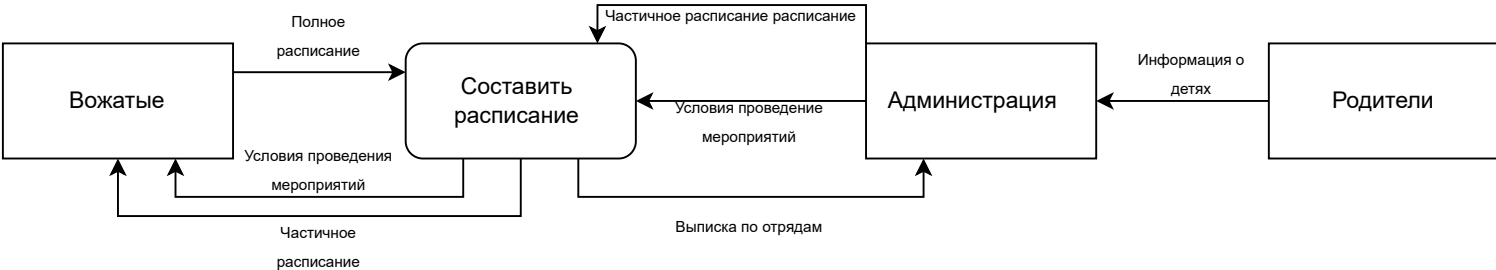 Полное
расписание
Частичное расписание расписание
Вожатые
Составить
расписание
Администрация
Информация о
детях
Родители
Условия проведение
мероприятий
Условия проведения
мероприятий
Выписка по отрядам
Частичное
расписание